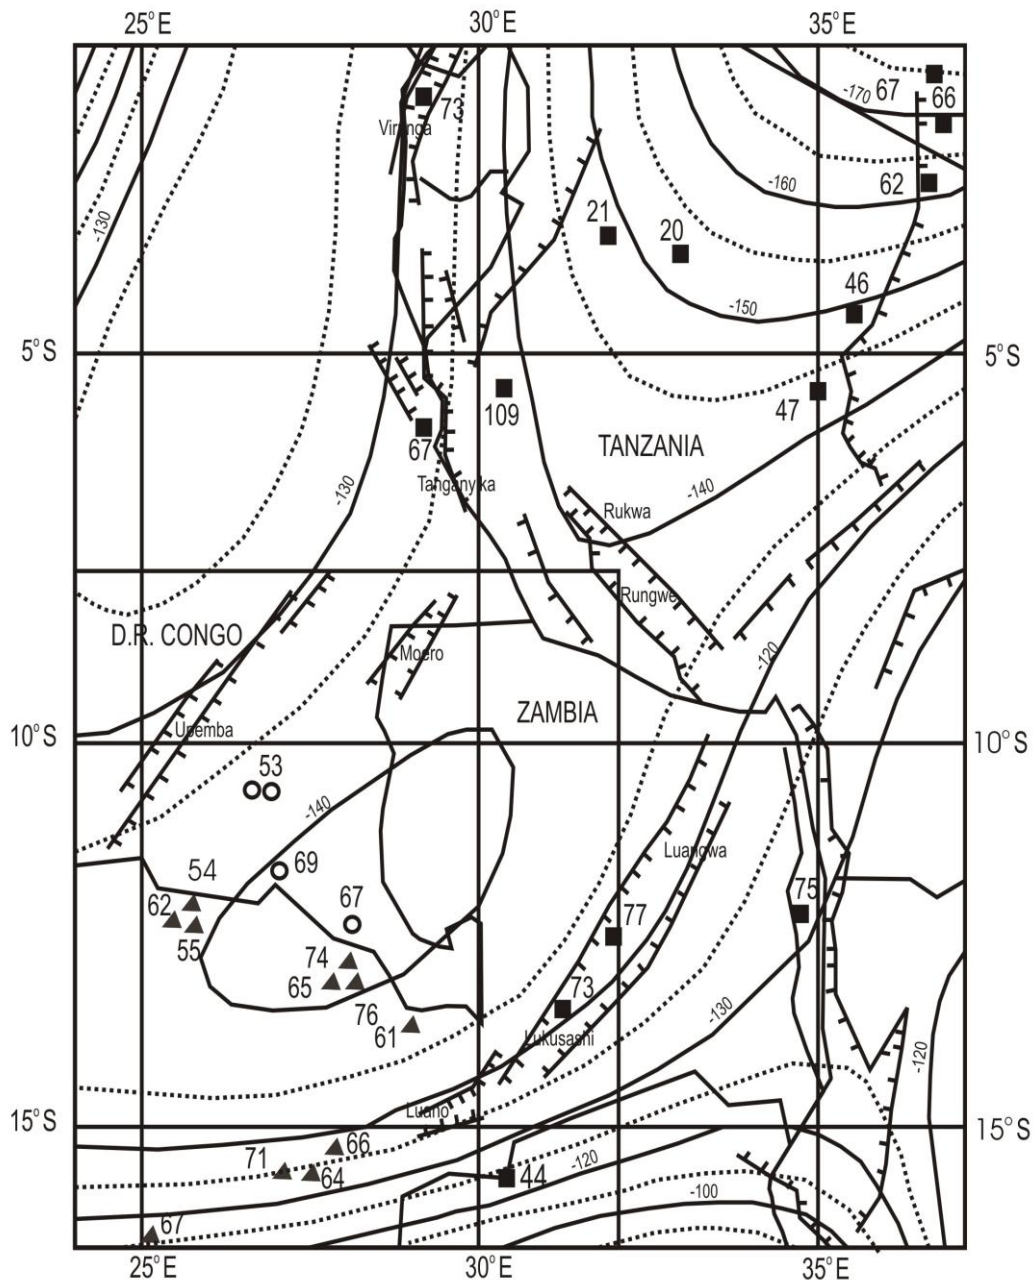 25°E 30°E 35°E
67
-170
66
73
Virunga
-160
62
-130
21
20
46
-150
5°S 5°S
109
47
67
TANZANIA
Tanganyika
-130
-140
Rukwa
Rungwe
D.R. CONGO
Moero
-120
ZAMBIA
Upemba
10°S 10°S
53
-140
Luangwa
69
54
62
67
75
55
77
74
65
73
76
61
-130
Lukusashi
-120
Luano
15°S 15°S
66
71
64
-120
44
-100
67
25°E 30°E 35°E